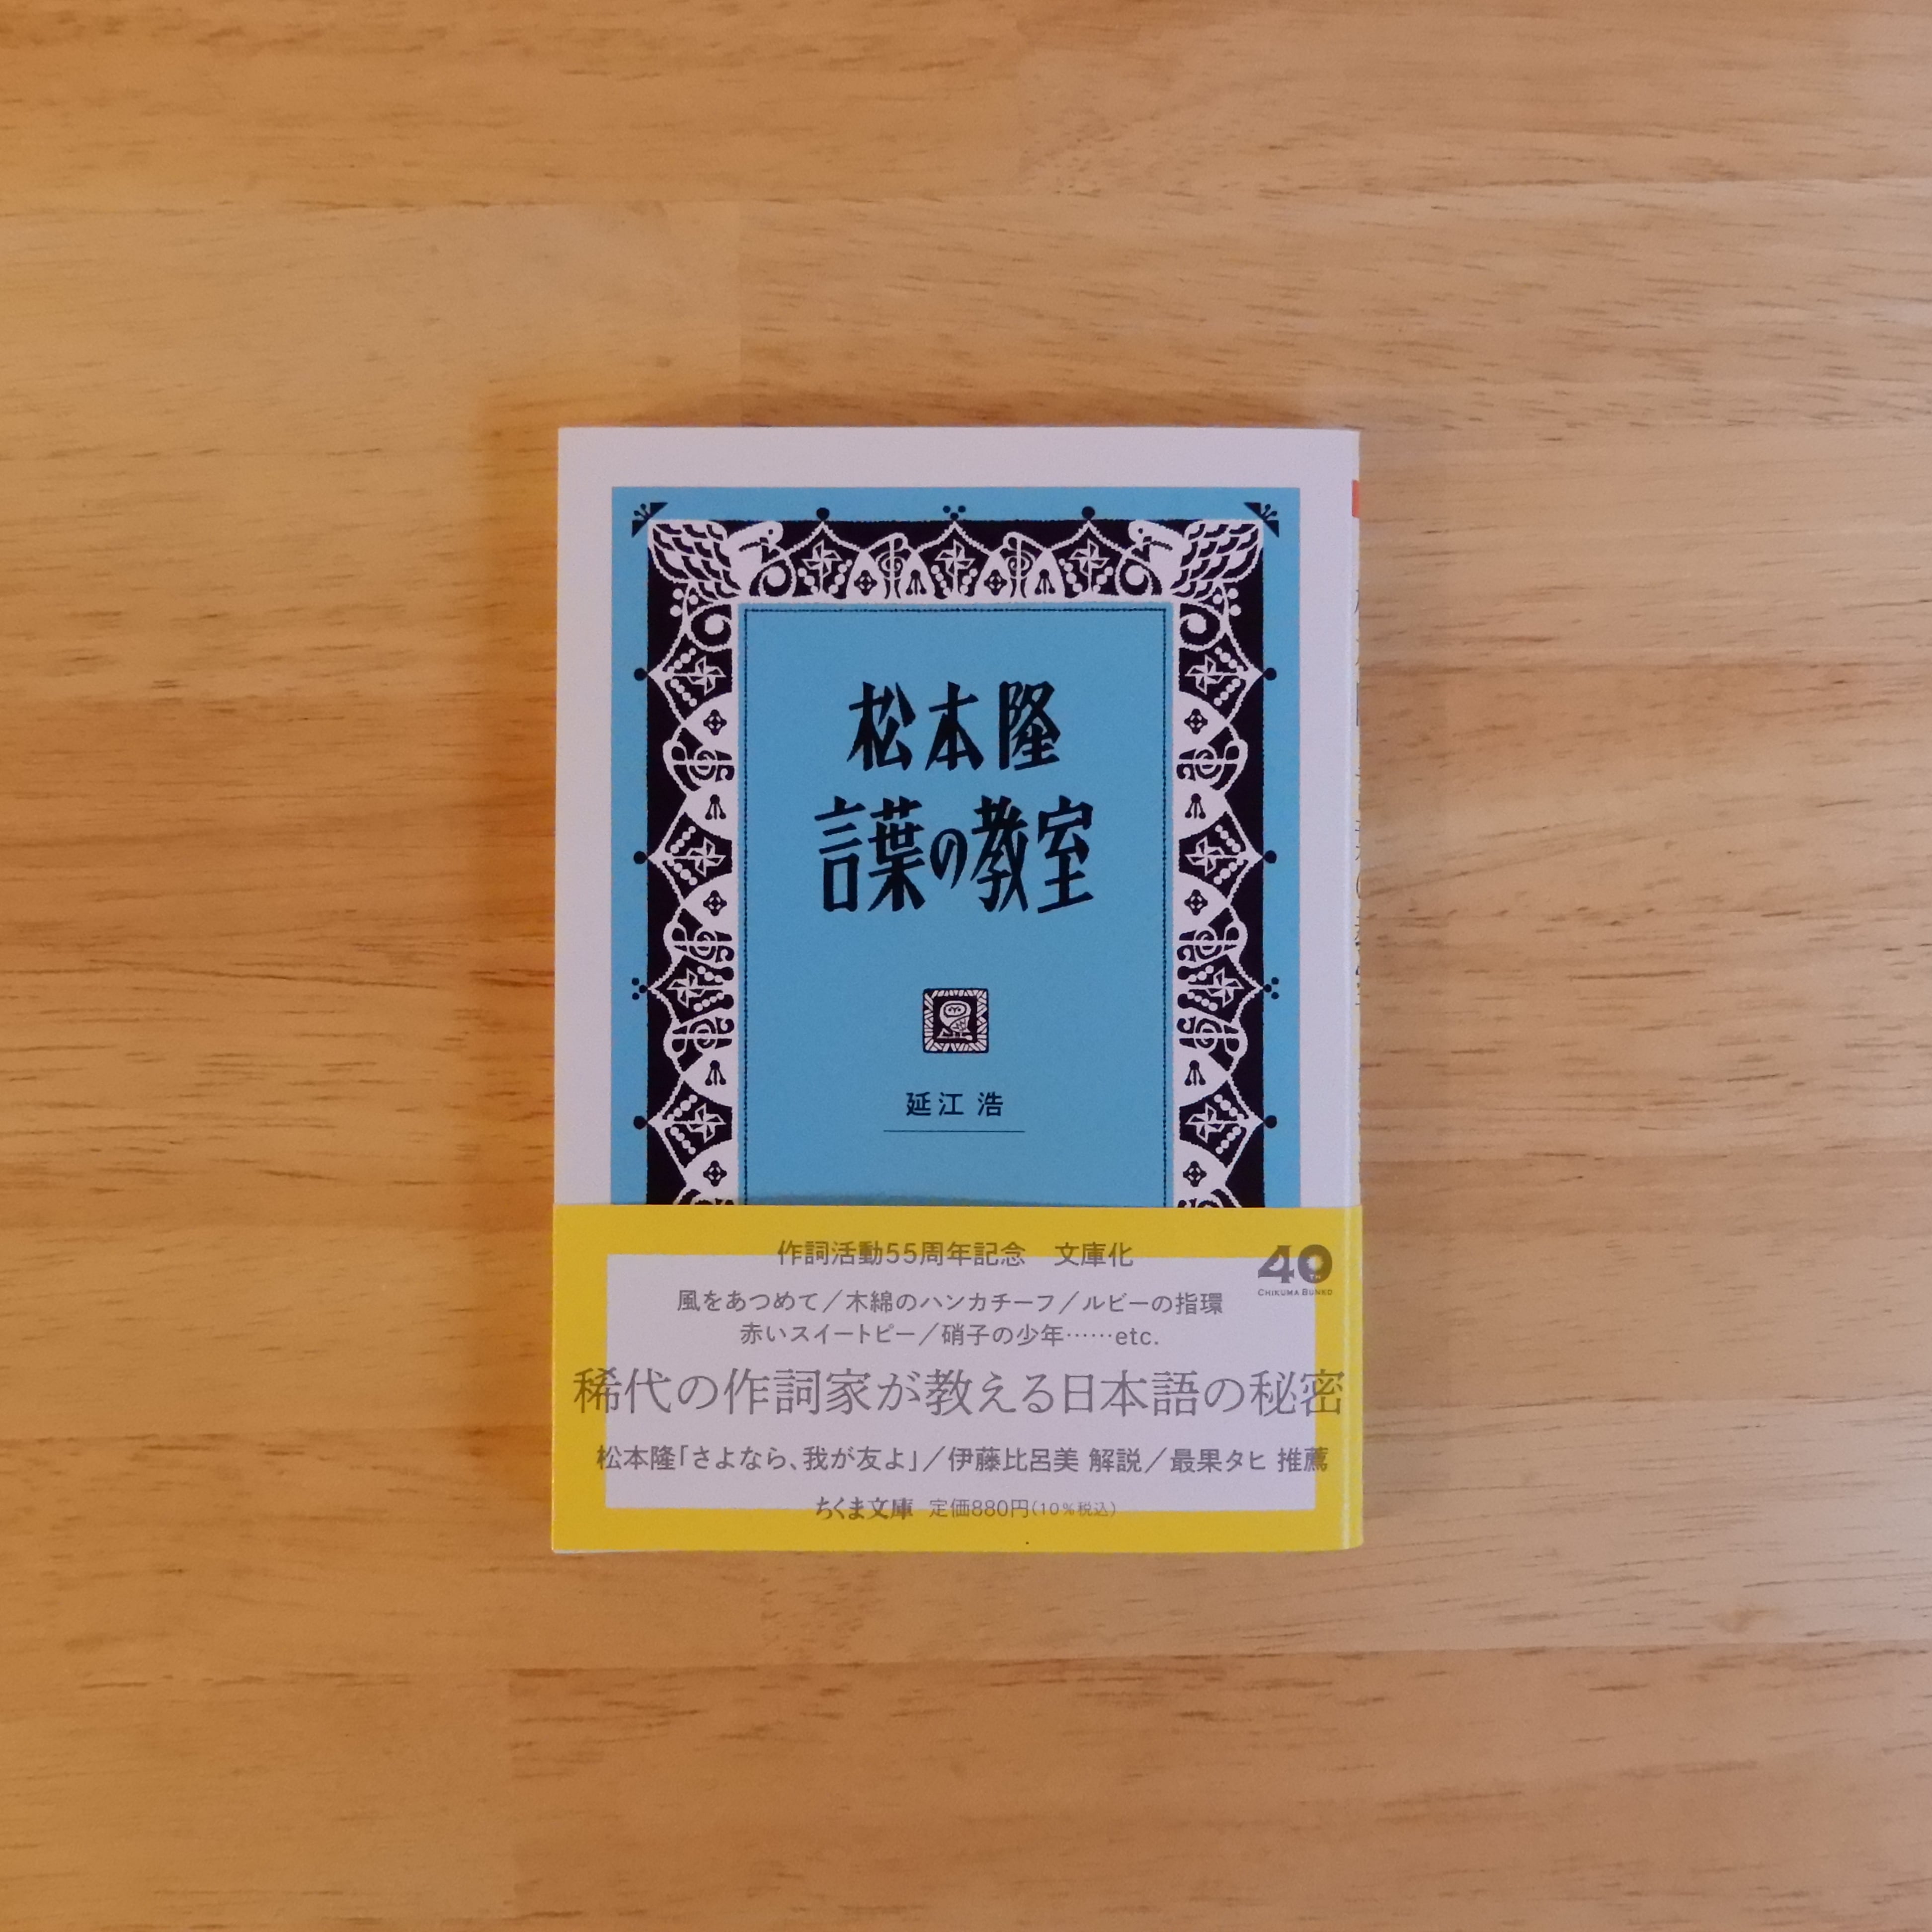 松本隆
言葉の教室
延江 浩
作詞活動55周年記念　文庫化
40TH
CHIKUMA BUNKO
風をあつめて／木綿のハンカチーフ／ルビーの指環
赤いスイートピー／硝子の少年……etc.
稀代の作詞家が教える日本語の秘密
松本隆「さよなら、我が友よ」／伊藤比呂美 解説／最果タヒ 推薦
ちくま文庫 定価880円(10%税込)